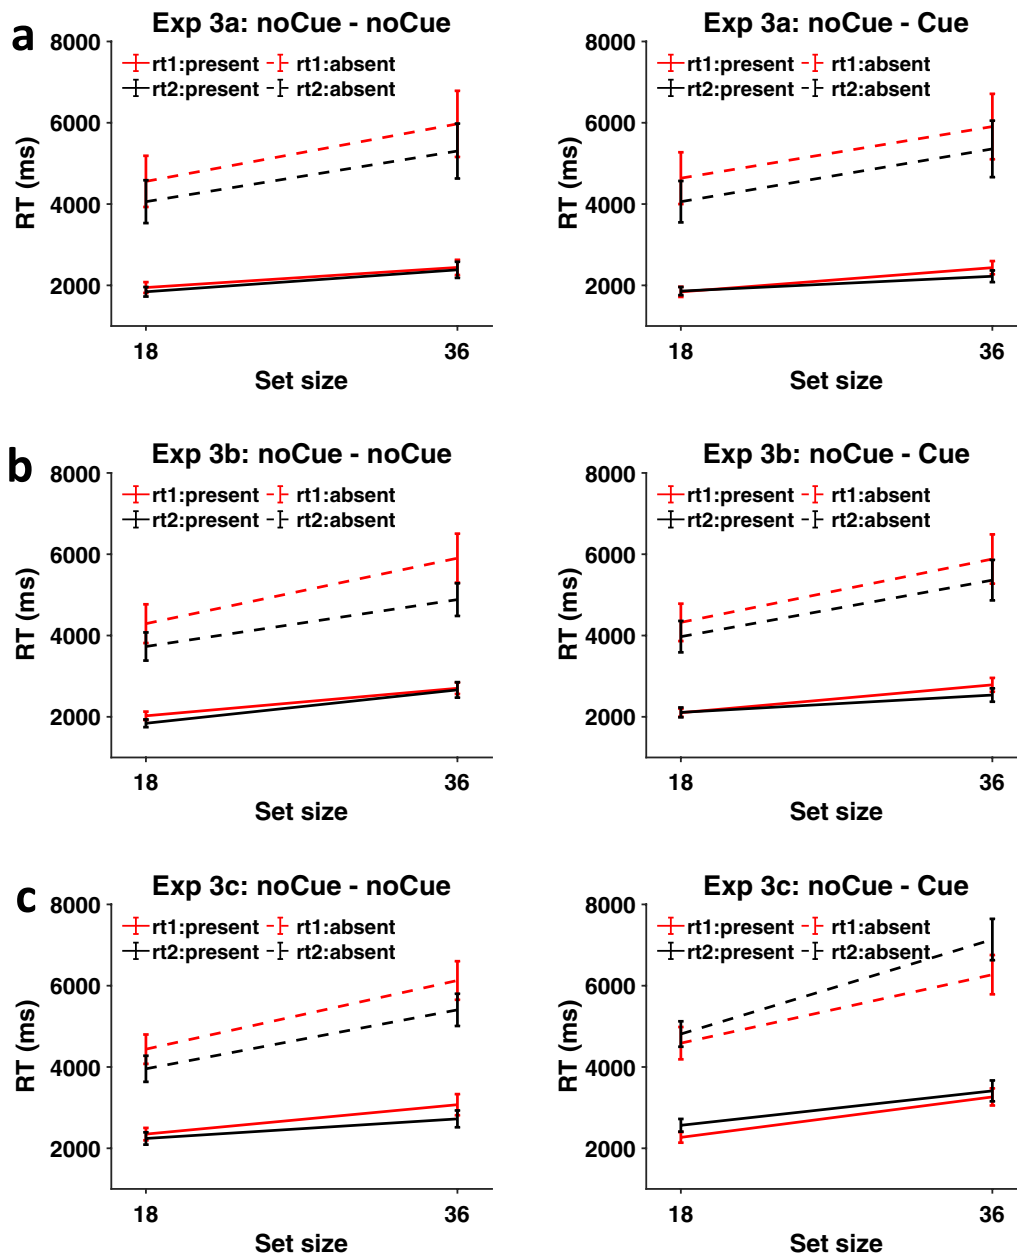 a
Exp 3a: noCue - noCue
8000
6000
4000
2000
RT (ms)
rt1:present rt1:absent
rt2:present rt2:absent
18 36
Set size
Exp 3a: noCue - Cue
8000
6000
4000
2000
RT (ms)
rt1:present rt1:absent
rt2:present rt2:absent
18 36
Set size
b
Exp 3b: noCue - noCue
8000
6000
4000
2000
RT (ms)
rt1:present rt1:absent
rt2:present rt2:absent
18 36
Set size
Exp 3b: noCue - Cue
8000
6000
4000
2000
RT (ms)
rt1:present rt1:absent
rt2:present rt2:absent
18 36
Set size
c
Exp 3c: noCue - noCue
8000
6000
4000
2000
RT (ms)
rt1:present rt1:absent
rt2:present rt2:absent
18 36
Set size
Exp 3c: noCue - Cue
8000
6000
4000
2000
RT (ms)
rt1:present rt1:absent
rt2:present rt2:absent
18 36
Set size